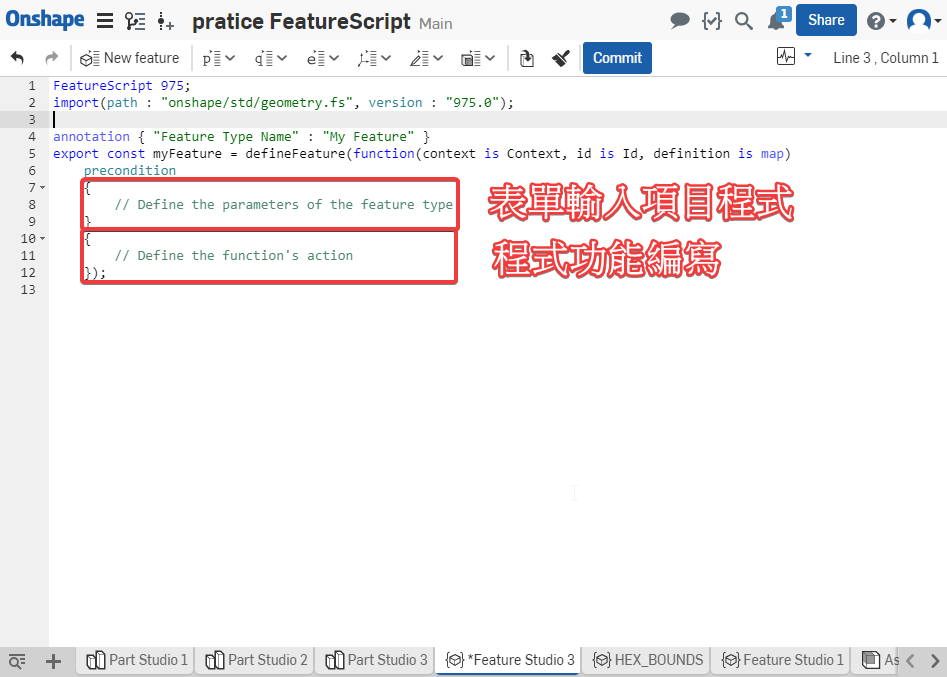 Onshape pratice FeatureScript Main 1 Share
New feature p e Commit Line 3 , Column 1
1 FeatureScript 975;
2 import(path : "onshape/std/geometry.fs", version : "975.0");
3
4 annotation { "Feature Type Name" : "My Feature" }
5 export const myFeature = defineFeature(function(context is Context, id is Id, definition is map)
6 precondition
7 {
8 // Define the parameters of the feature type
表單輸入項目程式
9 }
10 {
11 // Define the function's action
程式功能編寫
12 });
13
Part Studio 1 Part Studio 2 Part Studio 3 *Feature Studio 3 HEX_BOUNDS Feature Studio 1 As